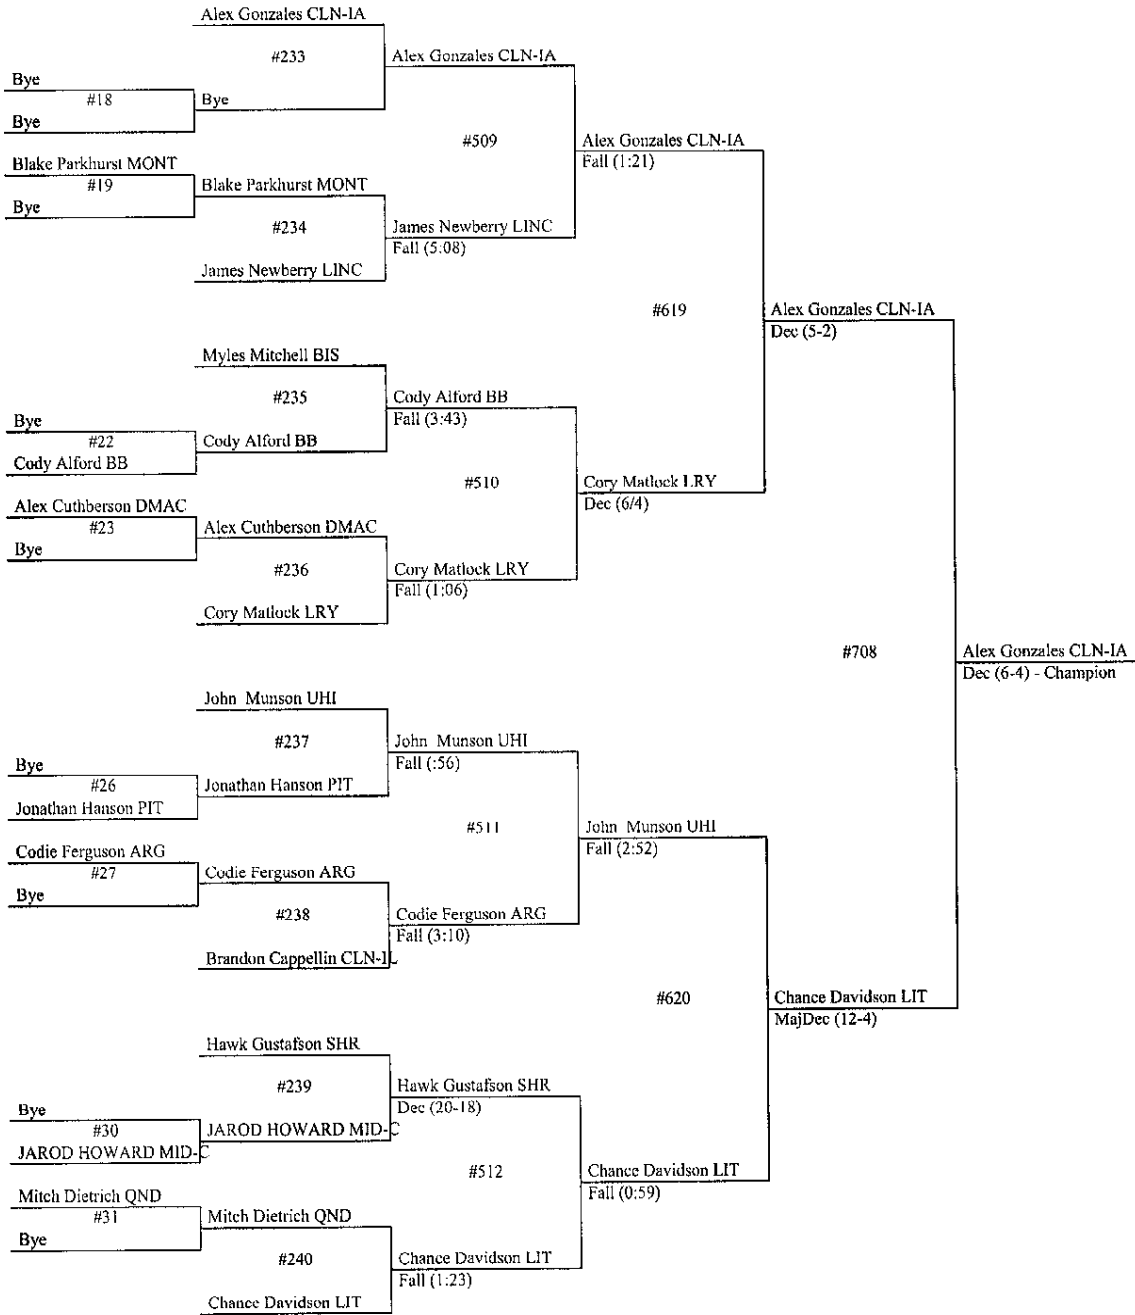 Alex Gonzales CLN-IA
#233
Alex Gonzales CLN-IA
Bye
#18
Bye
Bye
#509
Alex Gonzales CLN-IA
Fall (1:21)
Blake Parkhurst MONT
#19
Blake Parkhurst MONT
Bye
#234
James Newberry LINC
Fall (5:08)
James Newberry LINC
#619
Alex Gonzales CLN-IA
Dec (5-2)
Myles Mitchell BIS
#235
Cody Alford BB
Fall (3:43)
Bye
#22
Cody Alford BB
Cody Alford BB
#510
Cory Matlock LRY
Dec (6/4)
Alex Cuthberson DMAC
#23
Alex Cuthberson DMAC
Bye
#236
Cory Matlock LRY
Fall (1:06)
Cory Matlock LRY
#708
Alex Gonzales CLN-IA
Dec (6-4) - Champion
John Munson UHI
#237
John Munson UHI
Fall (:56)
Bye
#26
Jonathan Hanson PIT
Jonathan Hanson PIT
#511
John Munson UHI
Fall (2:52)
Codie Ferguson ARG
#27
Codie Ferguson ARG
Bye
#238
Codie Ferguson ARG
Fall (3:10)
Brandon Cappellin CLN-IL
#620
Chance Davidson LIT
MajDec (12-4)
Hawk Gustafson SHR
#239
Hawk Gustafson SHR
Dec (20-18)
Bye
#30
JAROD HOWARD MID-C
JAROD HOWARD MID-C
#512
Chance Davidson LIT
Fall (0:59)
Mitch Dietrich QND
#31
Mitch Dietrich QND
Bye
#240
Chance Davidson LIT
Fall (1:23)
Chance Davidson LIT